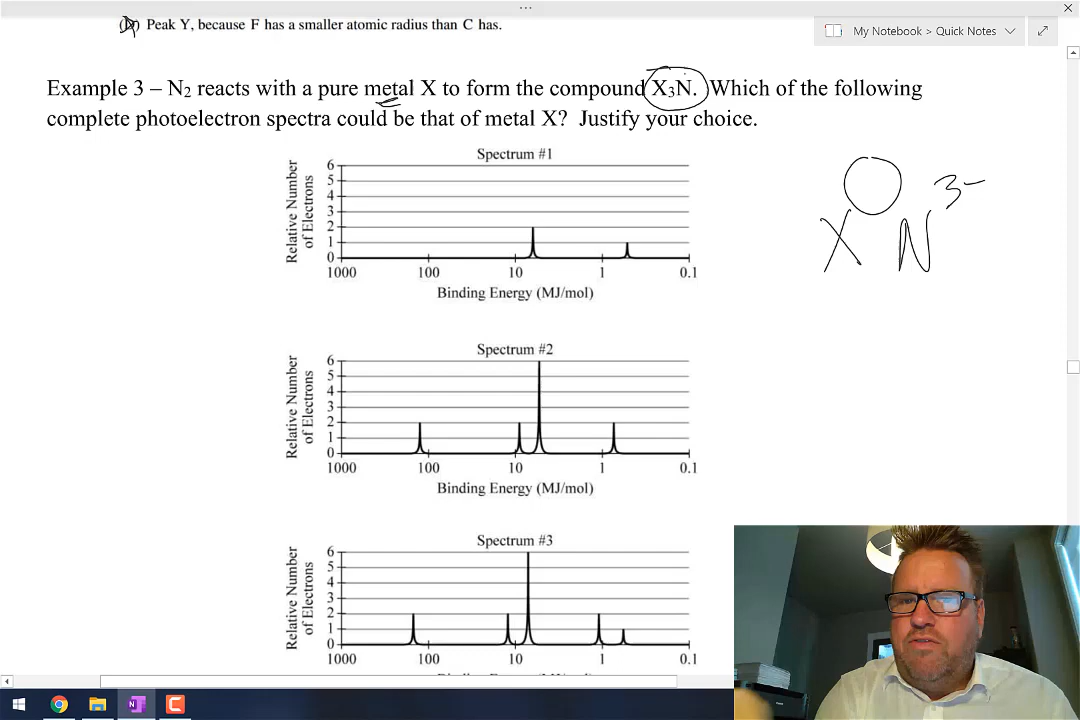 (D) Peak Y, because F has a smaller atomic radius than C has.
My Notebook > Quick Notes
Example 3 – N2 reacts with a pure metal X to form the compound X3N. Which of the following
complete photoelectron spectra could be that of metal X? Justify your choice.
X N 3-
Spectrum #1
Relative Number
of Electrons
6
5
4
3
2
1
0
1000 100 10 1 0.1
Binding Energy (MJ/mol)
Spectrum #2
Relative Number
of Electrons
6
5
4
3
2
1
0
1000 100 10 1 0.1
Binding Energy (MJ/mol)
Spectrum #3
Relative Number
of Electrons
6
5
4
3
2
1
0
1000 100 10 1 0.1